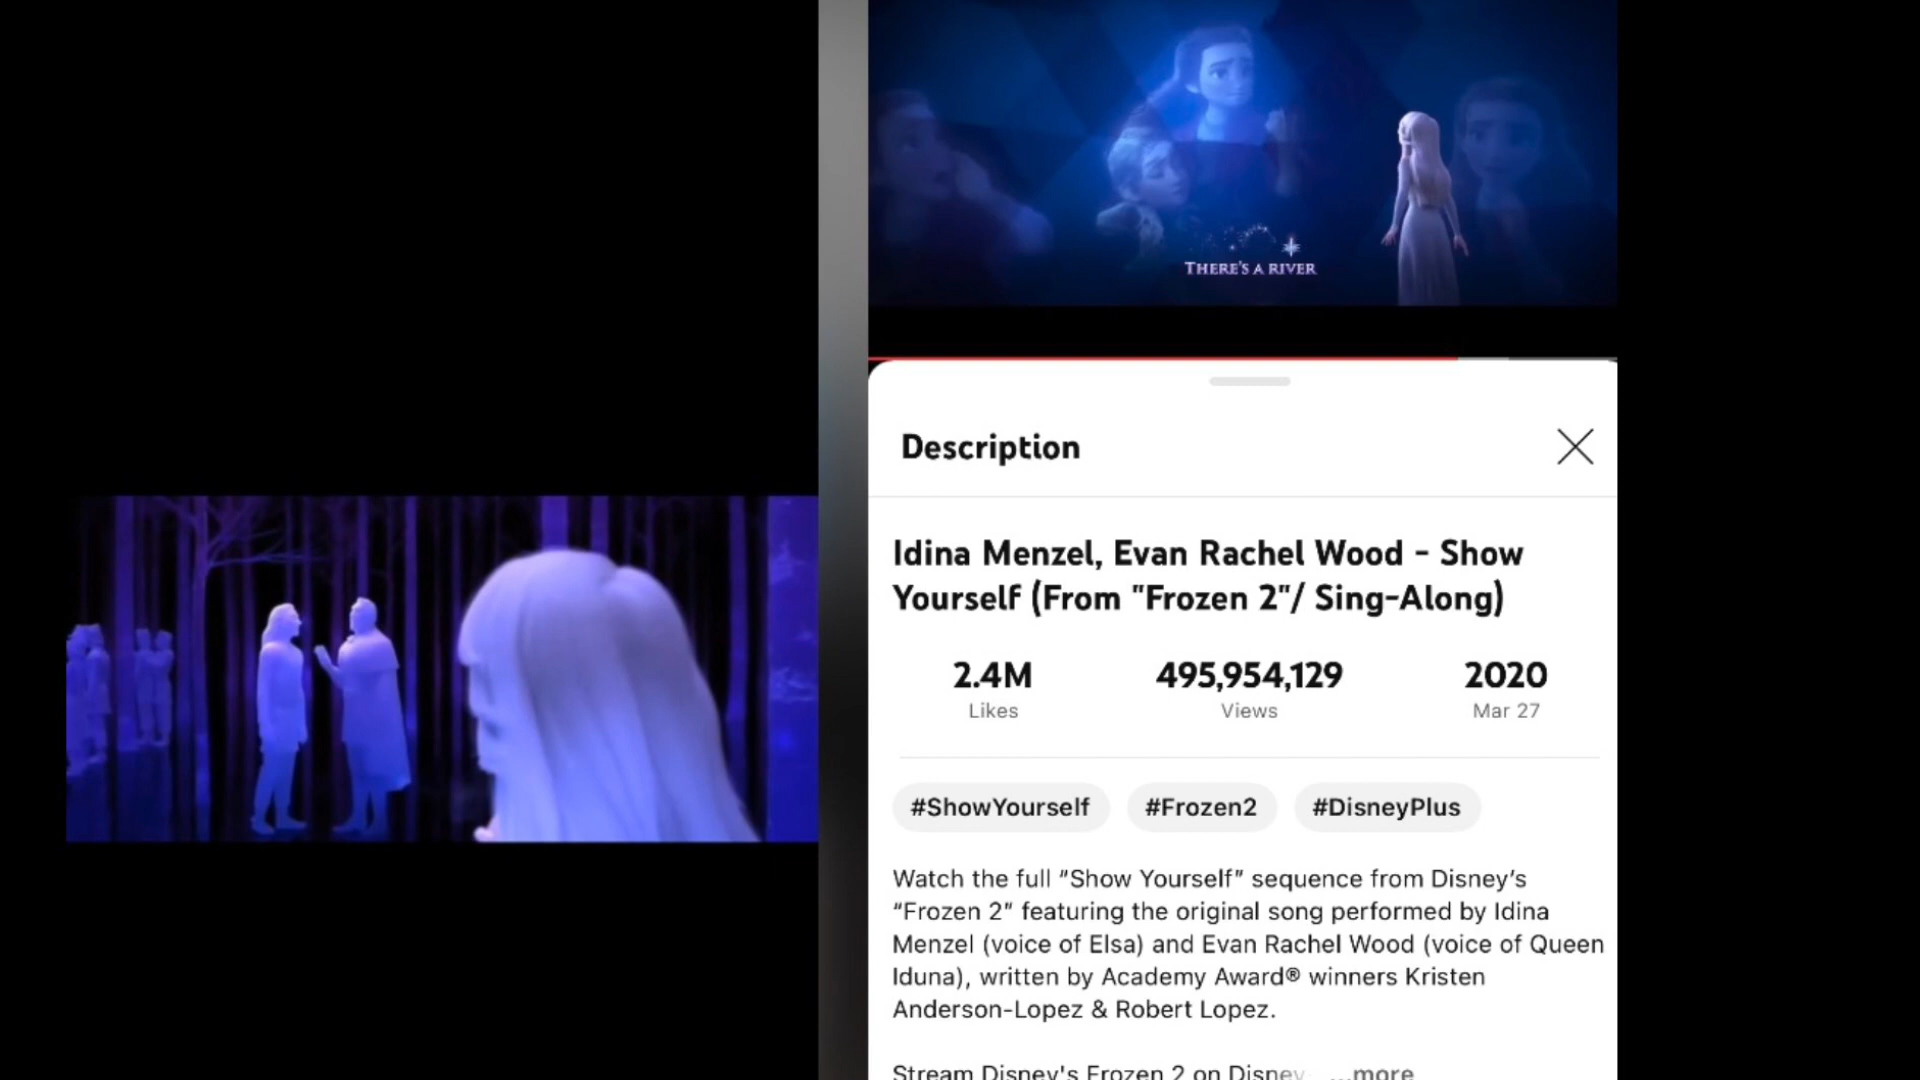 THERE'S A RIVER
Description
Idina Menzel, Evan Rachel Wood - Show
Yourself (From "Frozen 2"/ Sing-Along)
2.4M 495,954,129 2020
Likes Views Mar 27
#ShowYourself #Frozen2 #DisneyPlus
Watch the full “Show Yourself” sequence from Disney’s
“Frozen 2” featuring the original song performed by Idina
Menzel (voice of Elsa) and Evan Rachel Wood (voice of Queen
Iduna), written by Academy Award® winners Kristen
Anderson-Lopez & Robert Lopez.
Stream Disney's Frozen 2 on Disney ...more